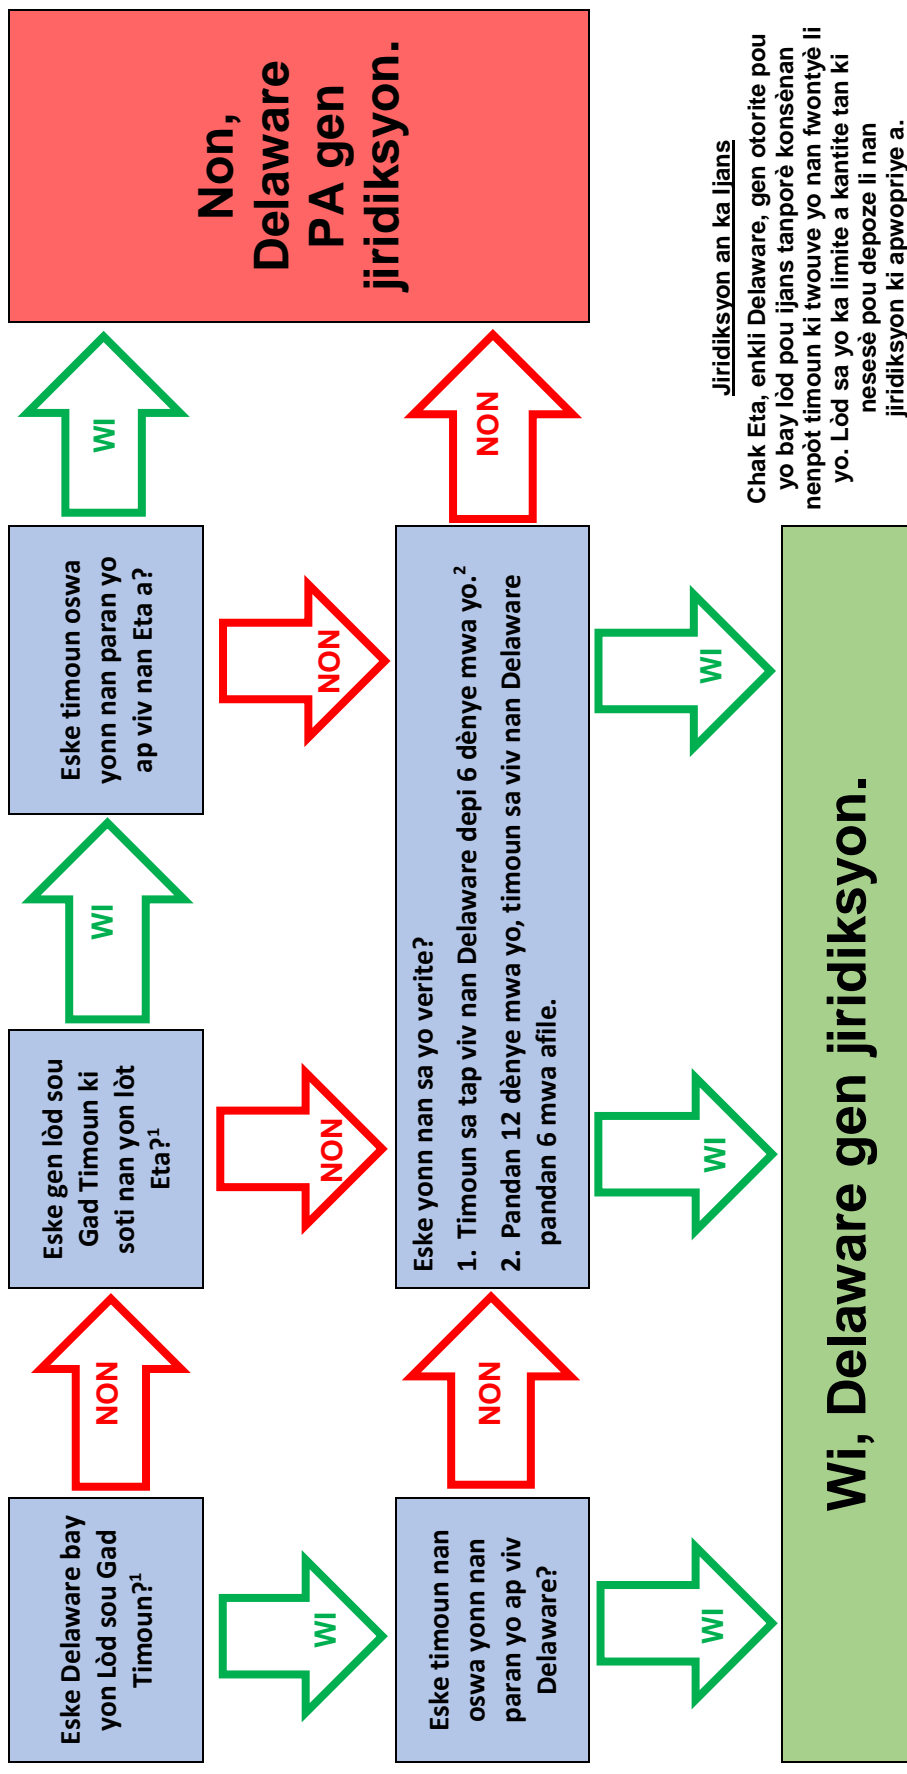 Eske Delaware bay
yon Lòd sou Gad
Timoun?¹
NON
Eske gen lòd sou
Gad Timoun ki
soti nan yon lòt
Eta?¹
WI
Eske timoun oswa
yonn nan paran yo
ap viv nan Eta a?
WI
Non,
Delaware
PA gen
jiridiksyon.
WI
NON
NON
Eske timoun nan
oswa yonn nan
paran yo ap viv
Delaware?
NON
Eske yonn nan sa yo verite?
1. Timoun sa tap viv nan Delaware depi 6 dènye mwa yo.²
2. Pandan 12 dènye mwa yo, timoun sa viv nan Delaware
pandan 6 mwa afile.
NON
WI
WI
WI
Wi, Delaware gen jiridiksyon.
Jiridiksyon an ka Ijans
Chak Eta, enkli Delaware, gen otorite pou
yo bay lòd pou ijans tanporè konsènan
nenpòt timoun ki twouve yo nan fwontyè li
yo. Lòd sa yo ka limite a kantite tan ki
nesesè pou depoze li nan
jiridiksyon ki apwopriye a.